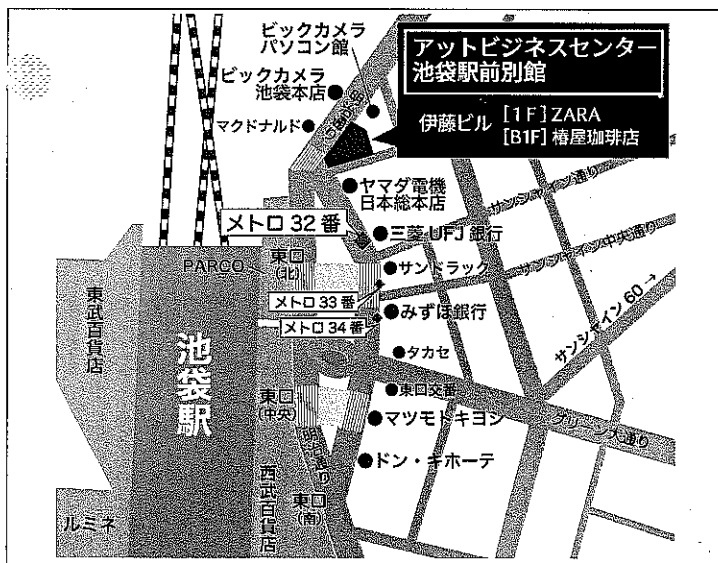 ビックカメラ
パソコン館
アットビジネスセンター
池袋駅前別館
伊藤ビル
[1F] ZARA
[B1F] 椿屋珈琲店
ビックカメラ
池袋本店
マクドナルド
明治通り
ヤマダ電機
日本総本店
サンシャイン通り
メトロ 32 番
三菱 UFJ 銀行
東口
(北)
PARCO
サンドラック
サンシャイン中央通り
メトロ 33 番
メトロ 34 番
みずほ銀行
サンシャイン 60 →
東武百貨店
池袋駅
タカセ
東口
(中央)
東口交番
グリーン大通り
マツモトキヨシ
明治通り
ドン・キホーテ
西武百貨店
東口
(南)
ルミネ